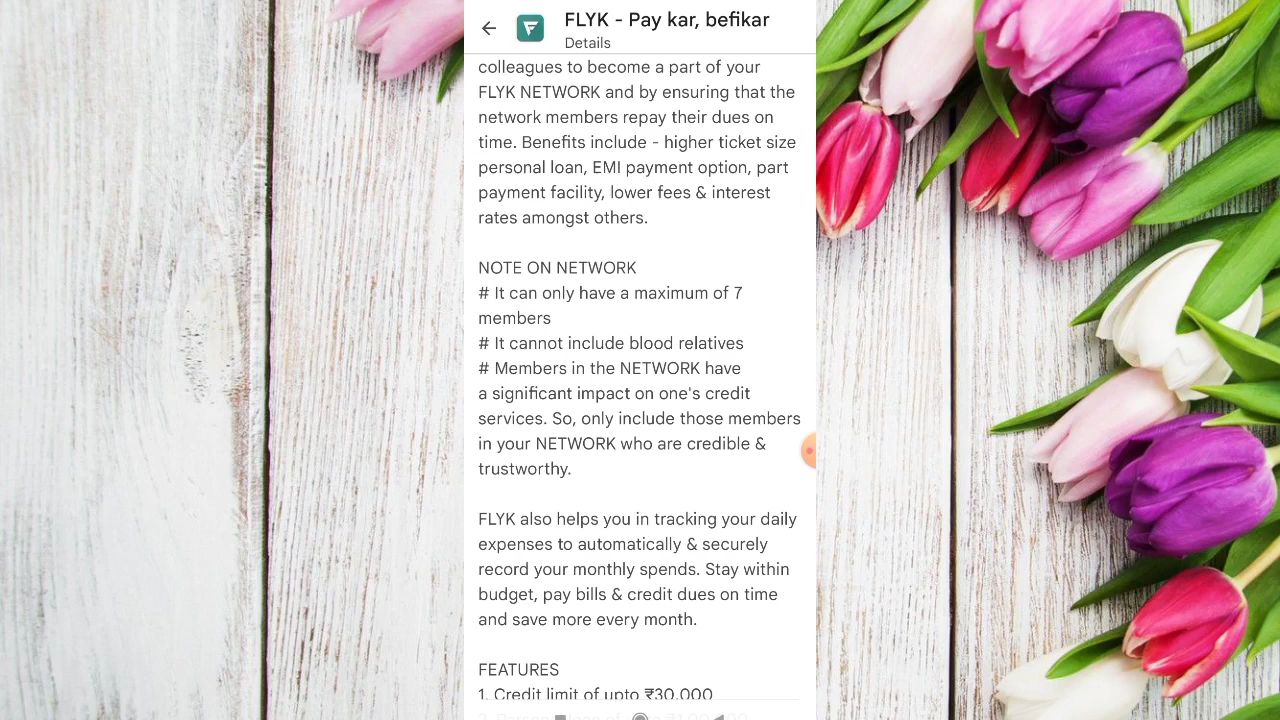 FLYK - Pay kar, befikar
Details
colleagues to become a part of your
FLYK NETWORK and by ensuring that the
network members repay their dues on
time. Benefits include - higher ticket size
personal loan, EMI payment option, part
payment facility, lower fees & interest
rates amongst others.
NOTE ON NETWORK
# It can only have a maximum of 7
members
# It cannot include blood relatives
# Members in the NETWORK have
a significant impact on one's credit
services. So, only include those members
in your NETWORK who are credible &
trustworthy.
FLYK also helps you in tracking your daily
expenses to automatically & securely
record your monthly spends. Stay within
budget, pay bills & credit dues on time
and save more every month.
FEATURES
1. Credit limit of upto ₹30,000